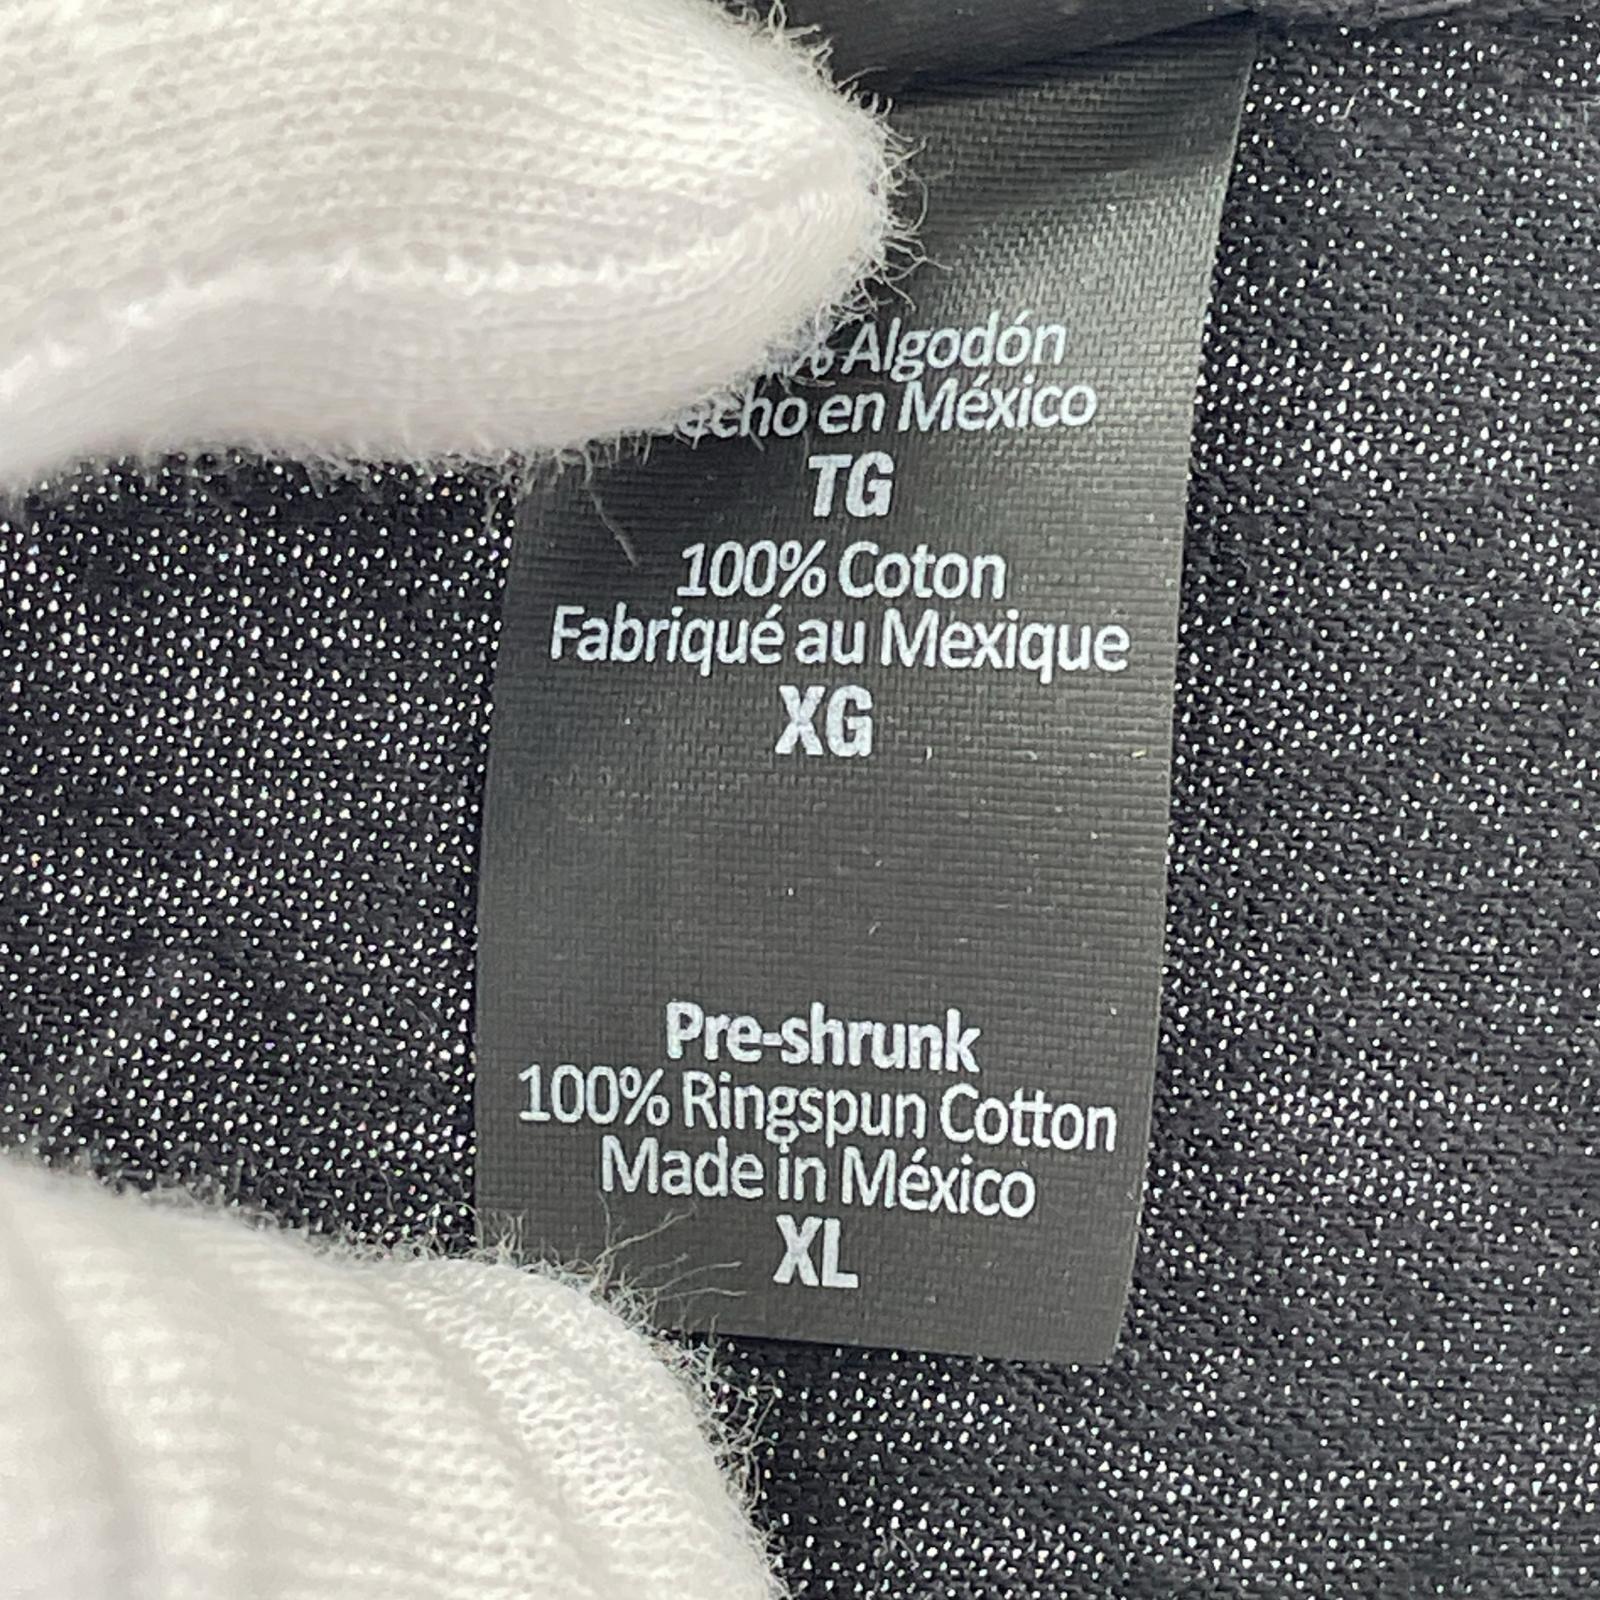 % Algodón
en México
TG
100% Coton
Fabriqué au Mexique
XG
Pre-shrunk
100% Ringspun Cotton
Made in México
XL